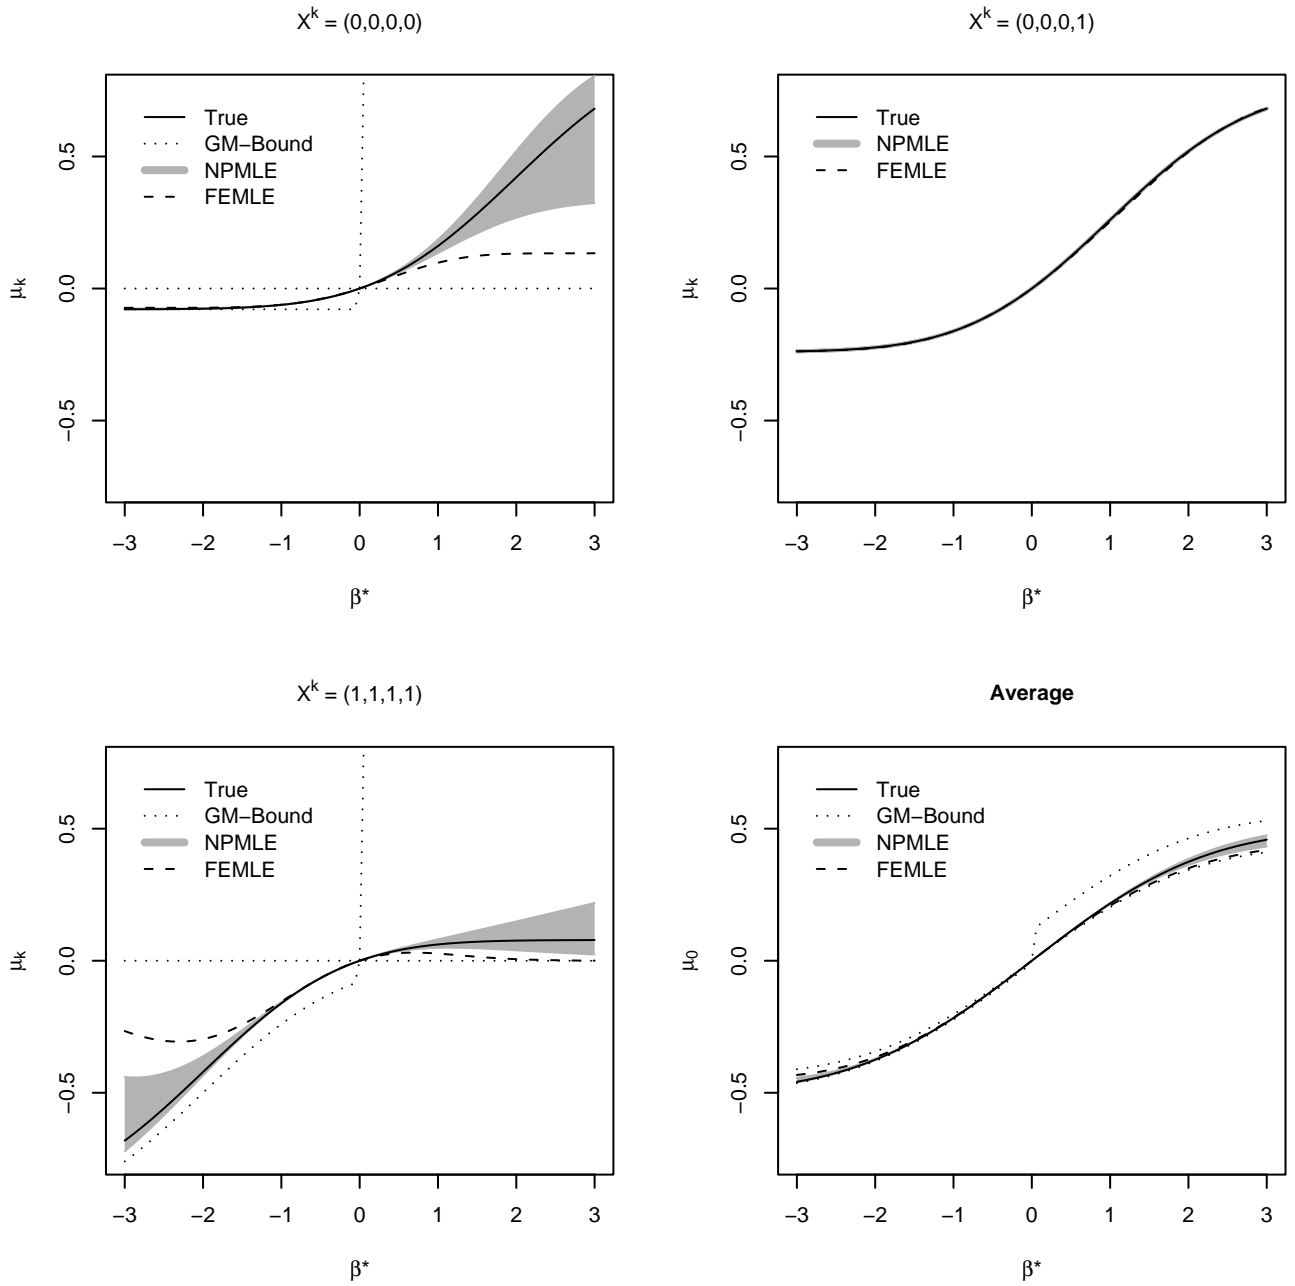 X^k = (0,0,0,0)
True
GM−Bound
NPMLE
FEMLE
μ_k
0.5
0.0
−0.5
−3 −2 −1 0 1 2 3
β*
X^k = (0,0,0,1)
True
NPMLE
FEMLE
μ_k
0.5
0.0
−0.5
−3 −2 −1 0 1 2 3
β*
X^k = (1,1,1,1)
True
GM−Bound
NPMLE
FEMLE
μ_k
0.5
0.0
−0.5
−3 −2 −1 0 1 2 3
β*
Average
True
GM−Bound
NPMLE
FEMLE
μ_0
0.5
0.0
−0.5
−3 −2 −1 0 1 2 3
β*